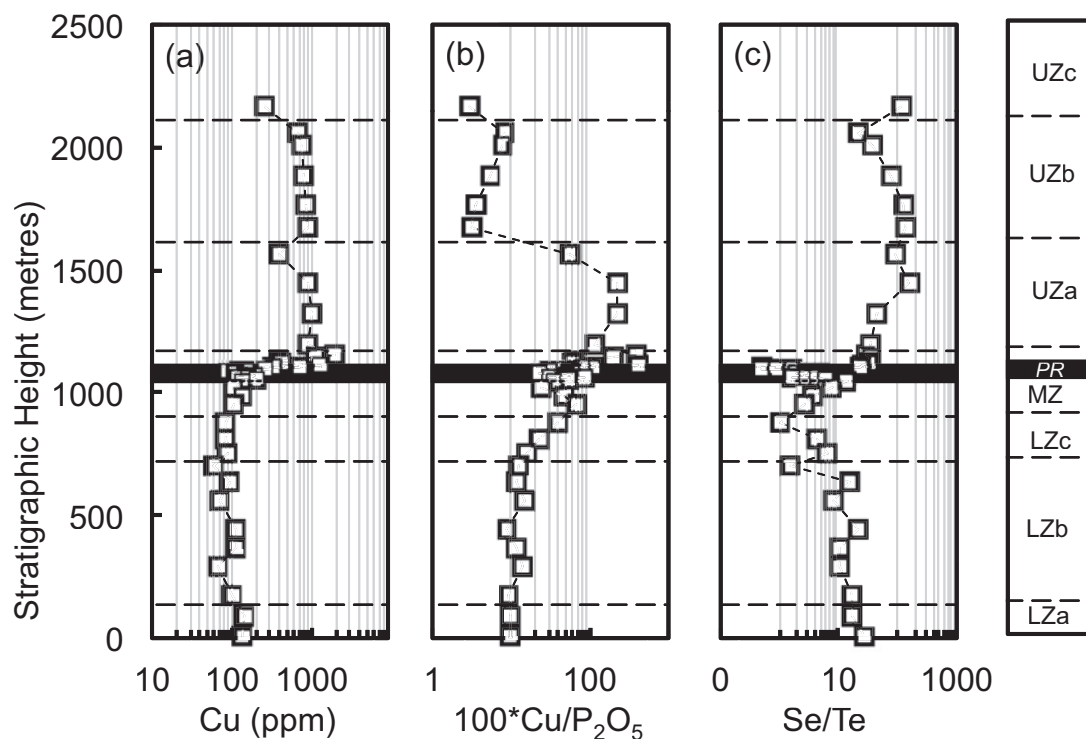 2500
2000
1500
1000
500
0
Stratigraphic Height (metres)
(a)
10 100 1000
Cu (ppm)
(b)
1 100
100*Cu/P₂O₅
(c)
0 10 1000
Se/Te
UZc
UZb
UZa
PR
MZ
LZc
LZb
LZa